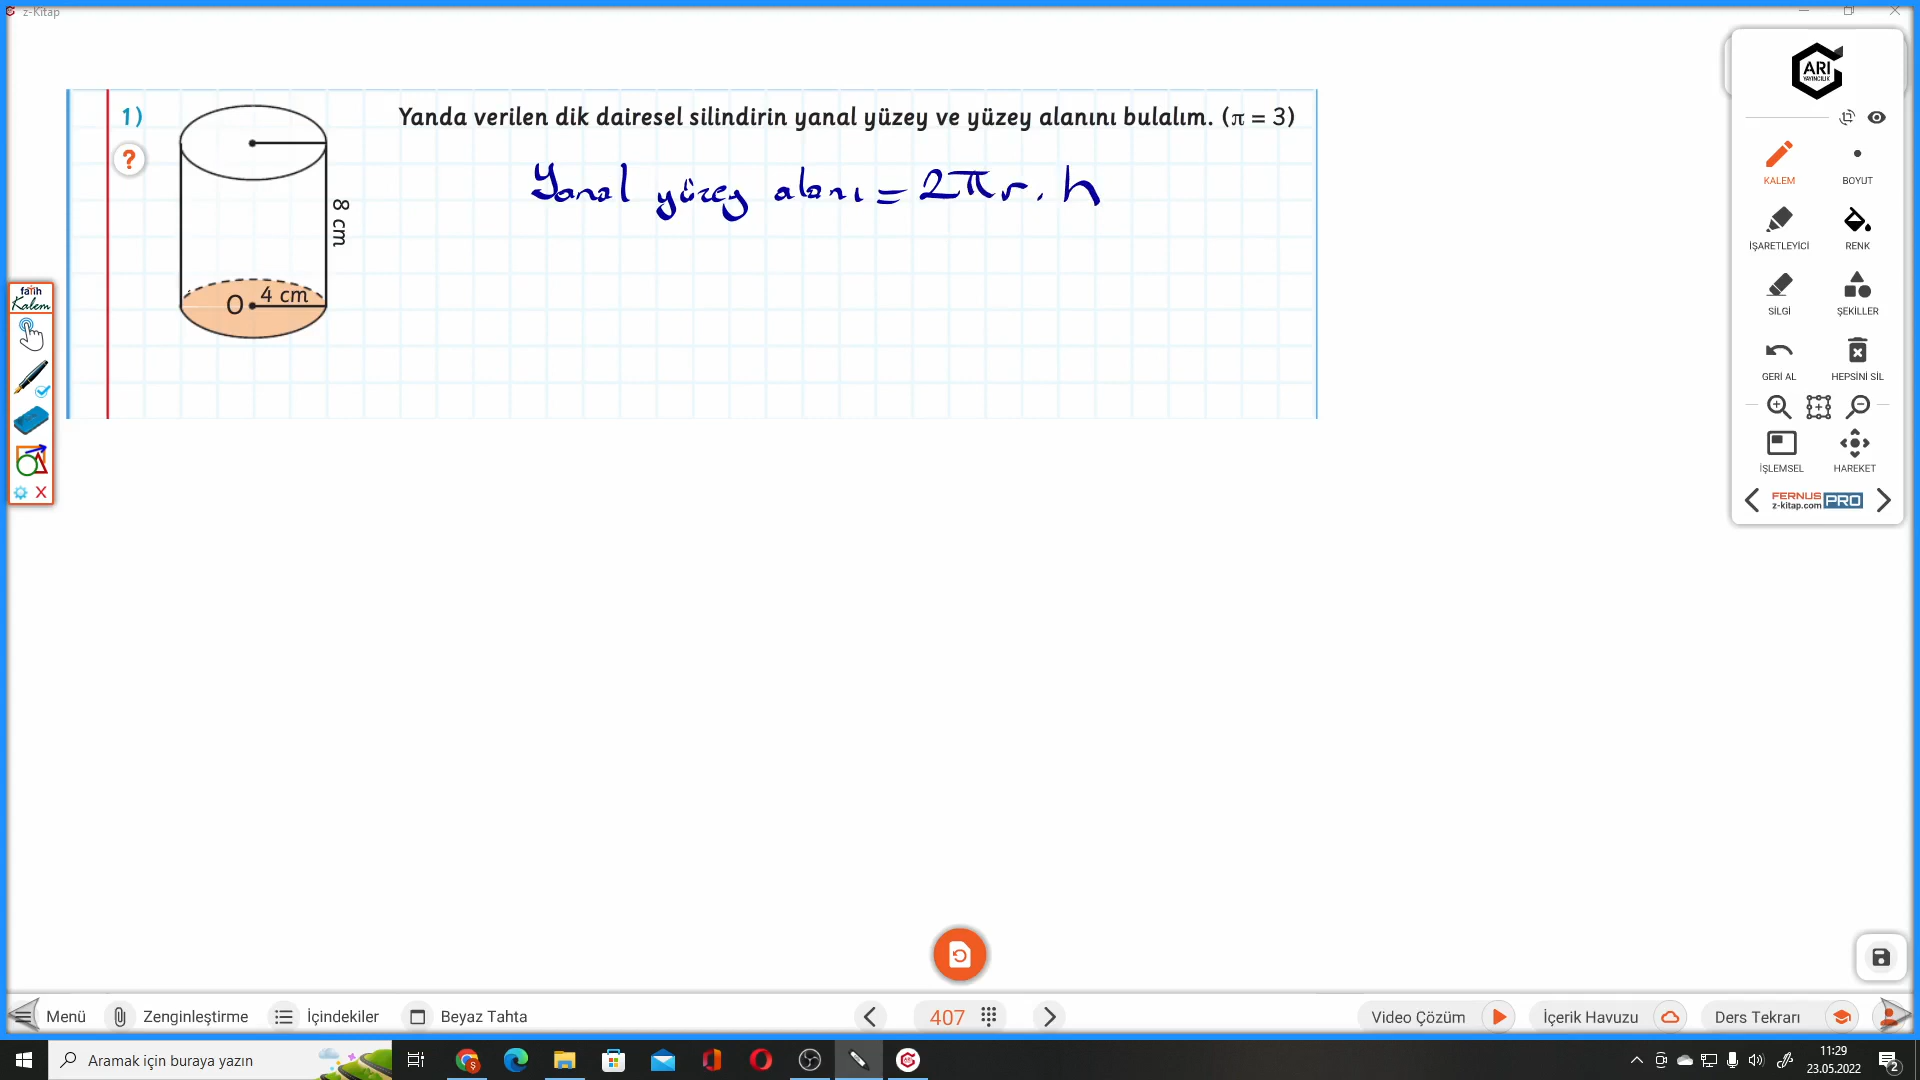 z-Kitap
1)
Yanda verilen dik dairesel silindirin yanal yüzey ve yüzey alanını bulalım. (π = 3)
?
Yanal yüzey alanı = 2πr. h
8 cm
O
4 cm
fatih
Kalem
X
ARI
YAYINCILIK
KALEM
BOYUT
İŞARETLEYİCİ
RENK
SİLGİ
ŞEKİLLER
GERİ AL
HEPSİNİ SİL
İŞLEMSEL
HAREKET
FERNUS
z-kitap.com
PRO
Menü
Zenginleştirme
İçindekiler
Beyaz Tahta
407
Video Çözüm
İçerik Havuzu
Ders Tekrarı
Aramak için buraya yazın
11:29
23.05.2022
2